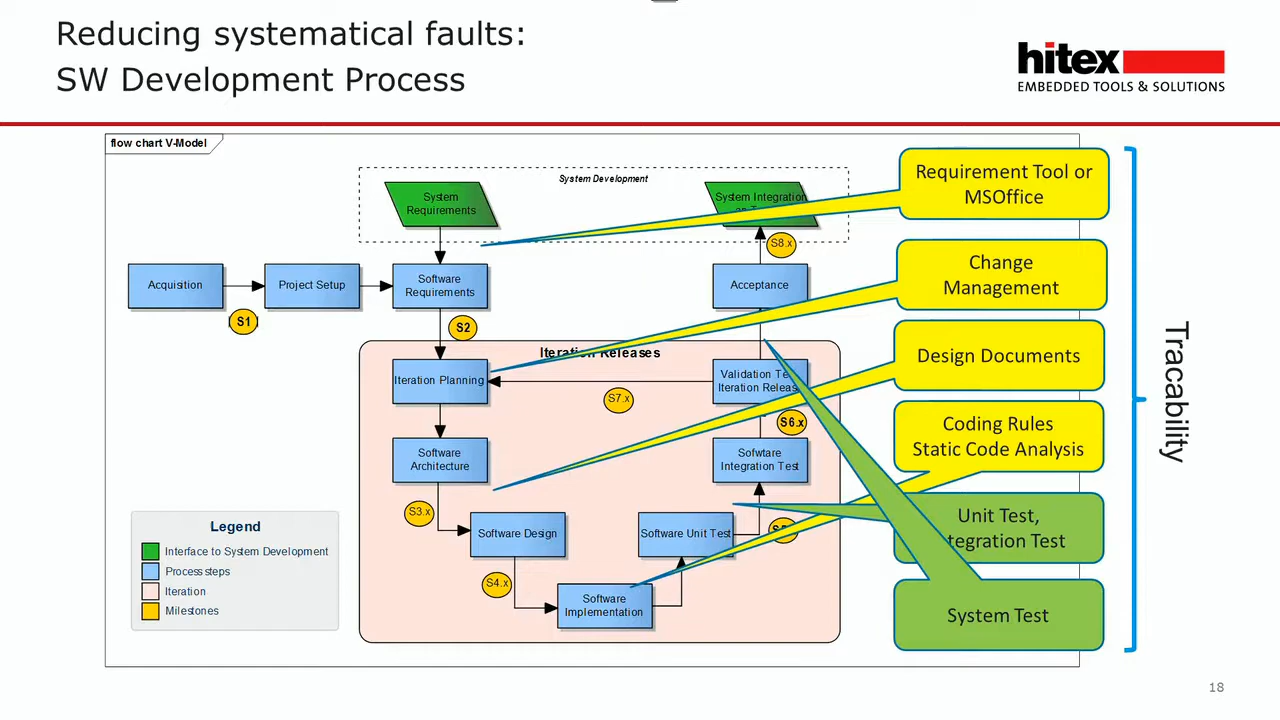 Reducing systematical faults:
SW Development Process
hitex
EMBEDDED TOOLS & SOLUTIONS
flow chart V-Model
System Development
System
Requirements
System Integration
Requirement Tool or
MSOffice
S8.x
Acquisition
Project Setup
Software
Requirements
Acceptance
Change
Management
S1
S2
Iteration Releases
Iteration Planning
Validation
Iteration
S7.x
Design Documents
S6.x
Software
Architecture
Software
Integration Test
Coding Rules
Static Code Analysis
S3.x
Software Design
Software Unit Test
Unit Test,
Test
S4.x
Software
Implementation
System Test
Legend
Interface to System Development
Process steps
Iteration
Milestones
Tracability
18